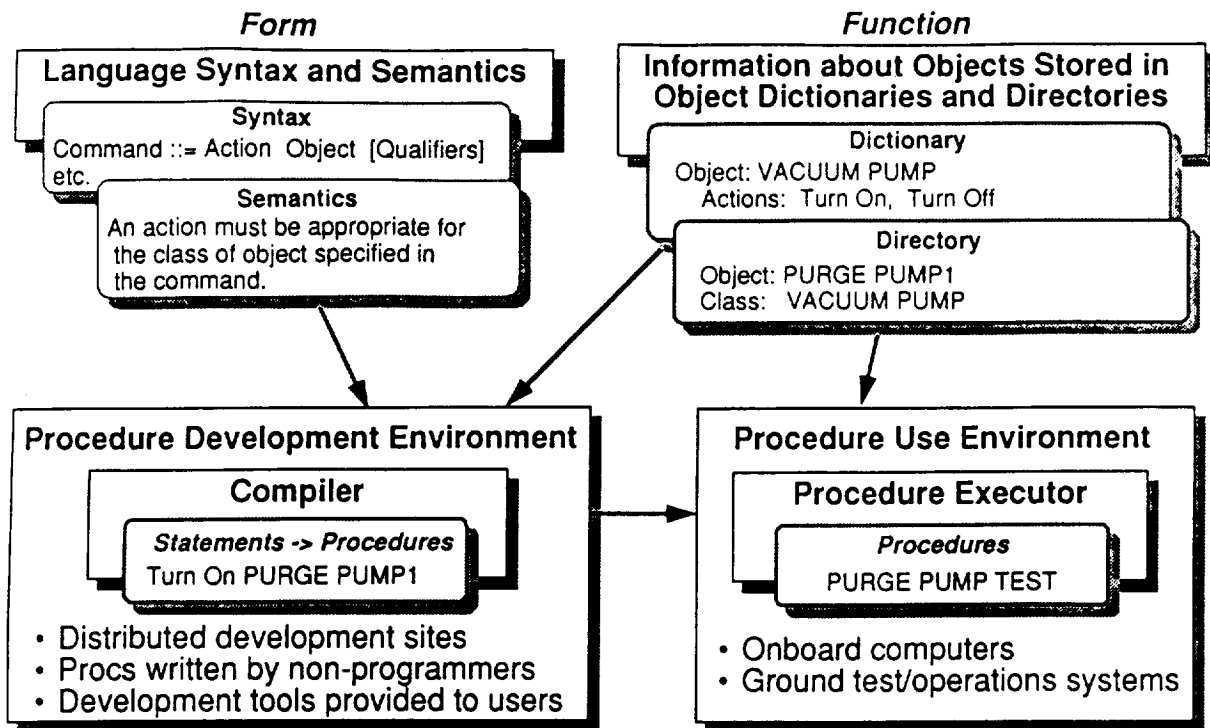 Form
Language Syntax and Semantics
Syntax
Command ::= Action Object [Qualifiers]
etc.
Semantics
An action must be appropriate for
the class of object specified in
the command.
Function
Information about Objects Stored in
Object Dictionaries and Directories
Dictionary
Object: VACUUM PUMP
Actions: Turn On, Turn Off
Directory
Object: PURGE PUMP1
Class: VACUUM PUMP
Procedure Development Environment
Compiler
Statements -> Procedures
Turn On PURGE PUMP1
• Distributed development sites
• Procs written by non-programmers
• Development tools provided to users
Procedure Use Environment
Procedure Executor
Procedures
PURGE PUMP TEST
• Onboard computers
• Ground test/operations systems